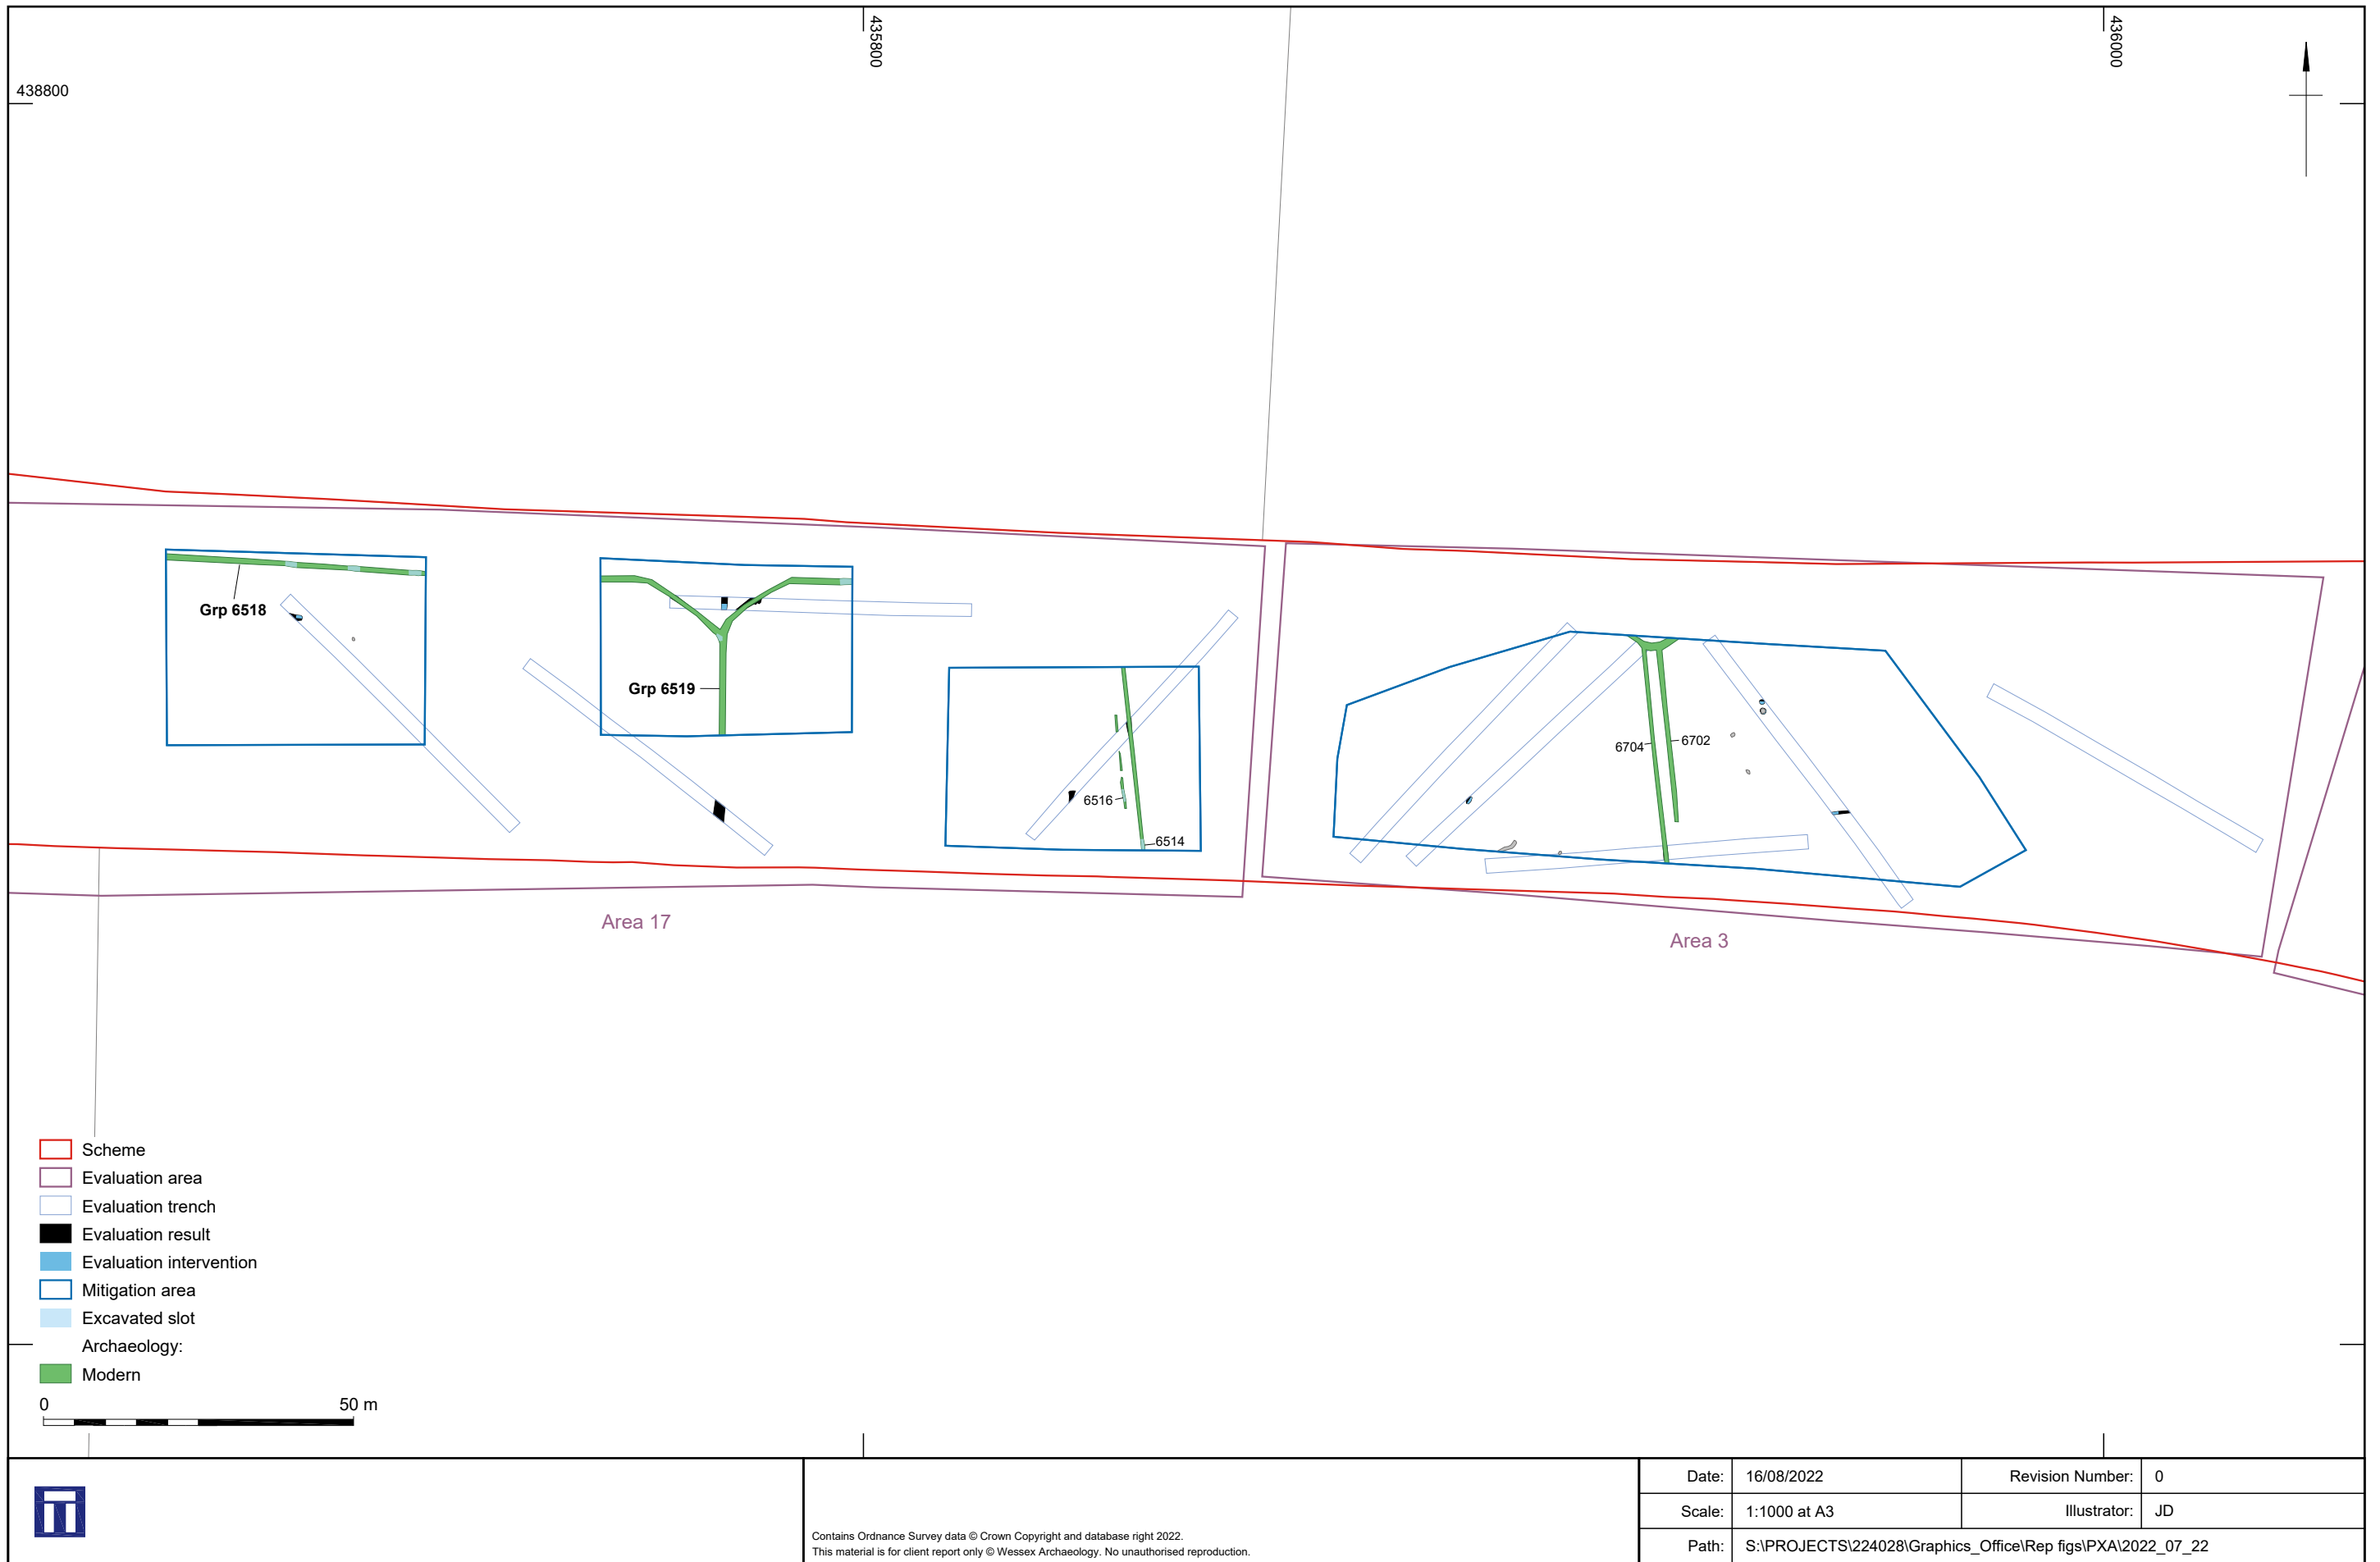 435800
436000
438800
Grp 6518
Grp 6519
6516
6514
6704
6702
Area 17
Area 3
Scheme
Evaluation area
Evaluation trench
Evaluation result
Evaluation intervention
Mitigation area
Excavated slot
Archaeology:
Modern
0 50 m
Contains Ordnance Survey data © Crown Copyright and database right 2022.
This material is for client report only © Wessex Archaeology. No unauthorised reproduction.
Date: 16/08/2022 Revision Number: 0
Scale: 1:1000 at A3 Illustrator: JD
Path: S:\PROJECTS\224028\Graphics_Office\Rep figs\PXA\2022_07_22